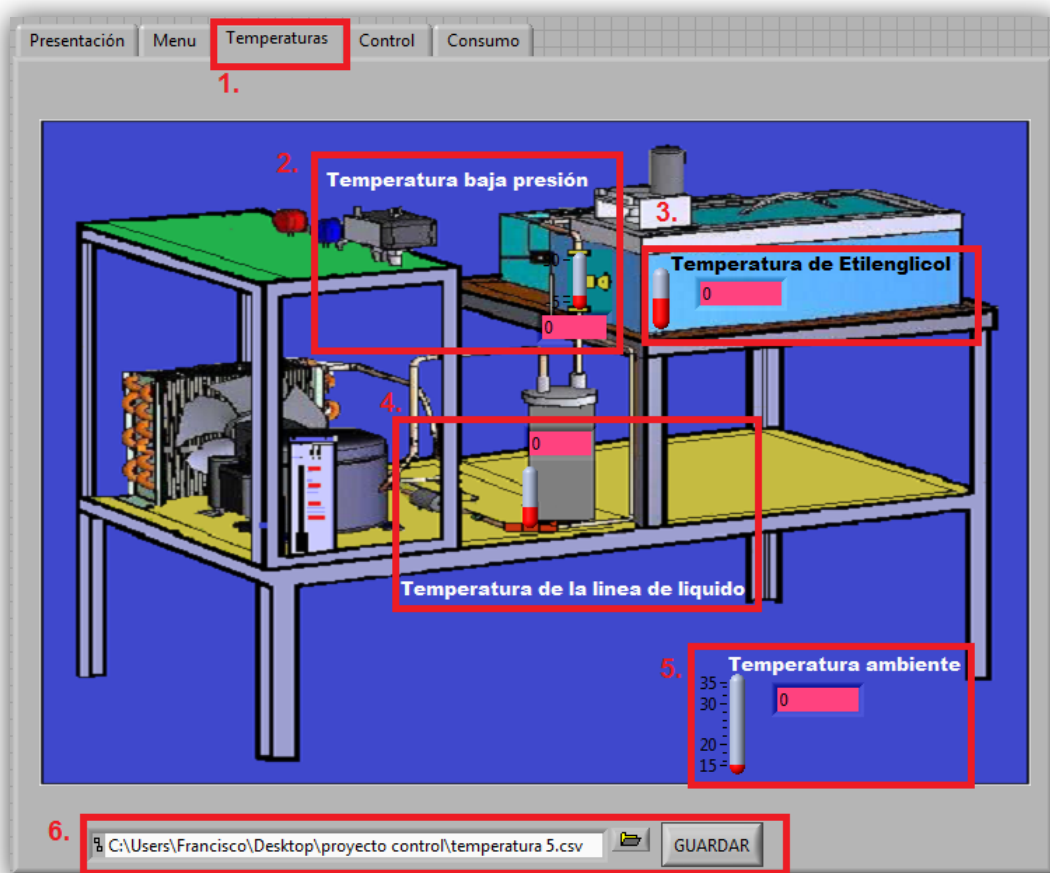 Presentación Menu Temperaturas Control Consumo
1.
2.
Temperatura baja presión
3.
Temperatura de Etilenglicol
0
0
4.
0
Temperatura de la linea de liquido
5.
Temperatura ambiente
35
30
0
20
15
6.
C:\Users\Francisco\Desktop\proyecto control\temperatura 5.csv
GUARDAR